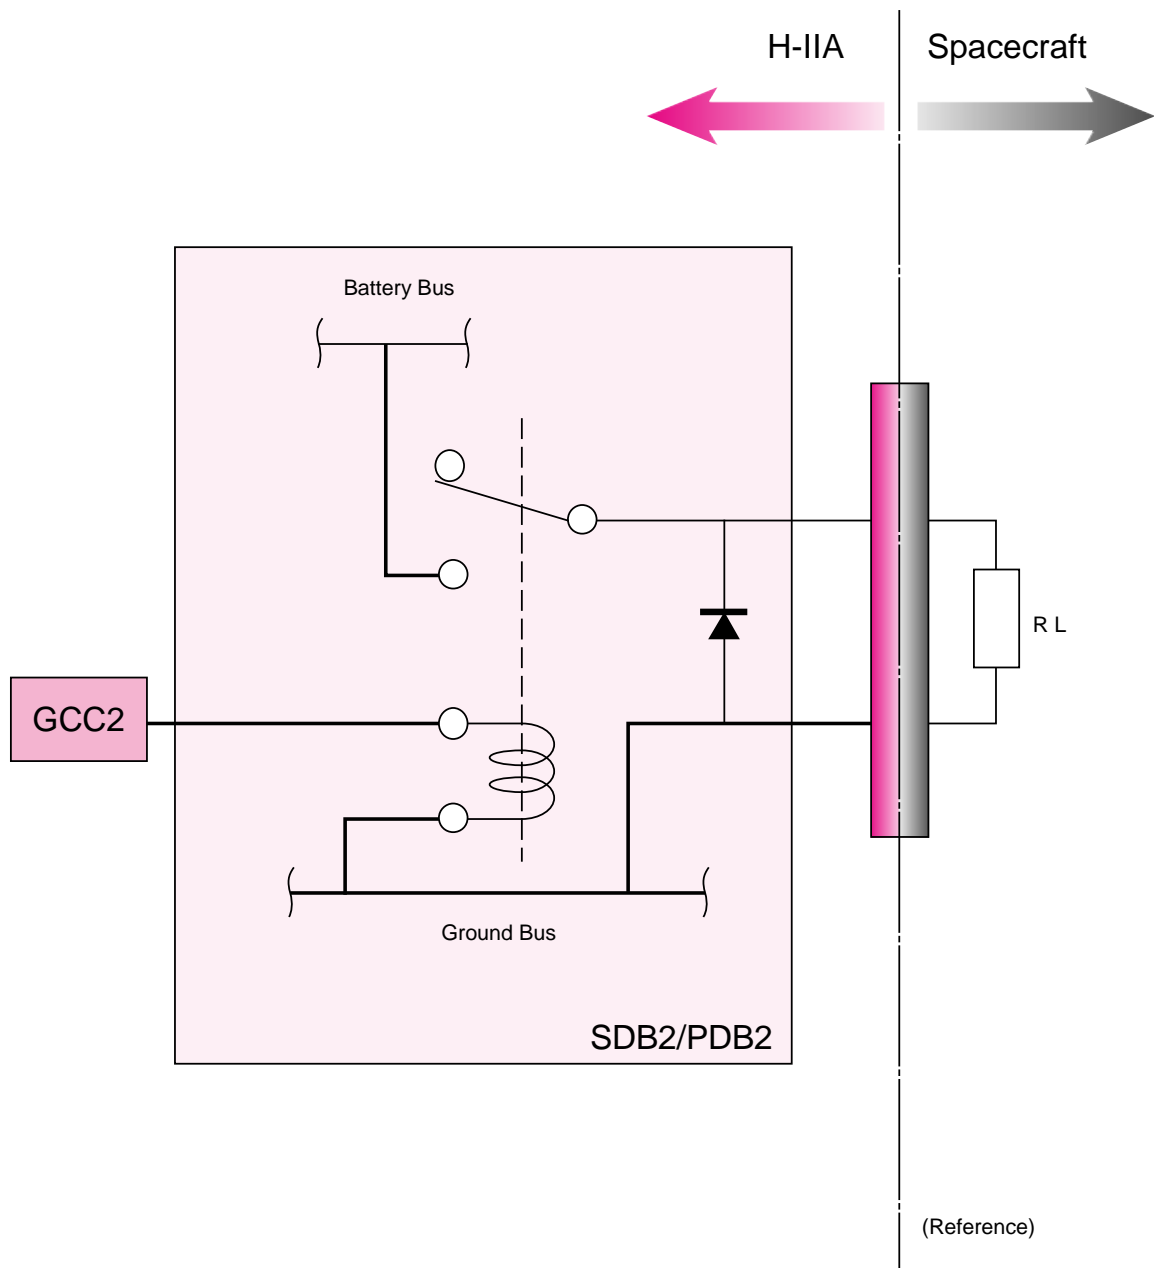 H-IIA
Spacecraft
Battery Bus
R L
GCC2
Ground Bus
SDB2/PDB2
(Reference)